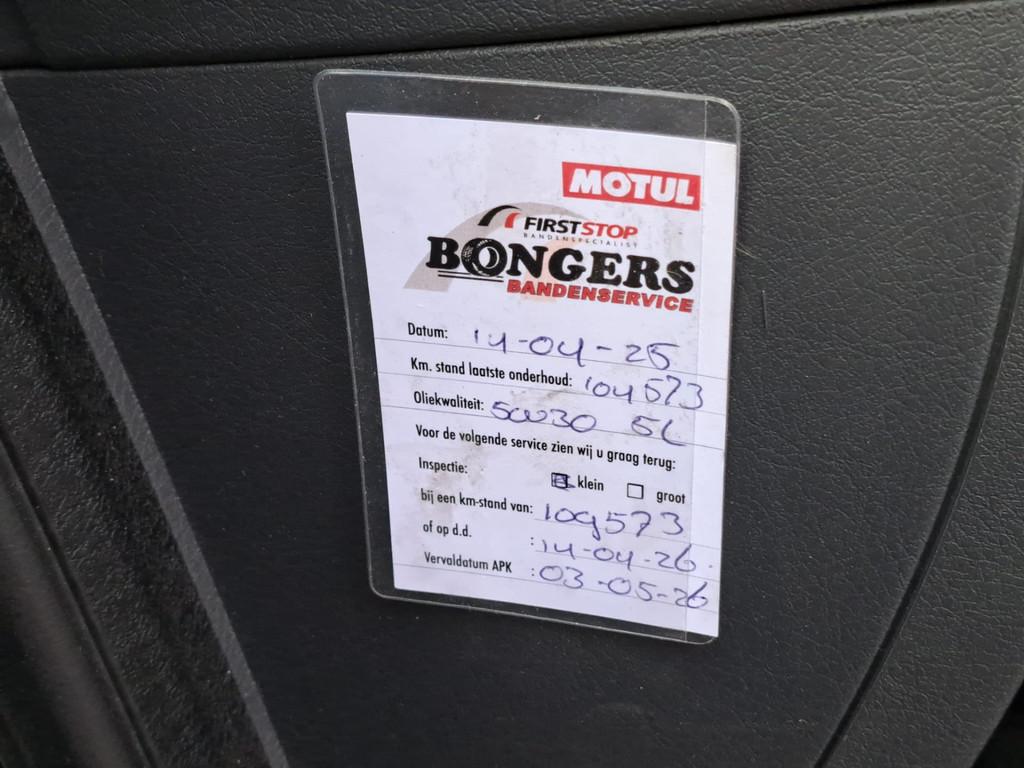 MOTUL
FIRSTSTOP
BANDENSPECIALIST
BONGERS
BANDENSERVICE
Datum: 14-04-25
Km. stand laatste onderhoud: 104573
Oliekwaliteit: 5W30 5L
Voor de volgende service zien wij u graag terug:
Inspectie: klein groot
bij een km-stand van: 109573
of op d.d. : 14-04-26
Vervaldatum APK : 03-05-26